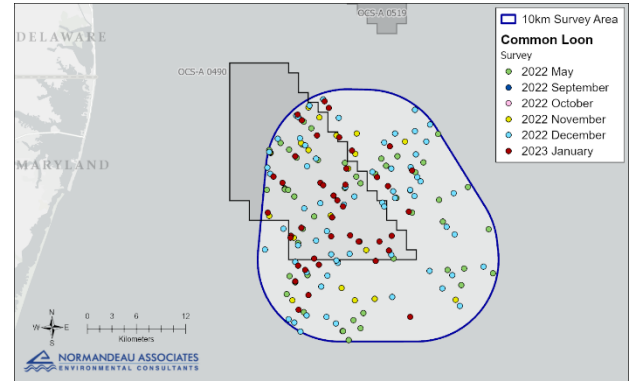 DELAWARE
MARYLAND
OCS-A 0519
OCS-A 0490
10km Survey Area
Common Loon
Survey
2022 May
2022 September
2022 October
2022 November
2022 December
2023 January
N
W E
S
0 3 6 12
Kilometers
NORMANDEAU ASSOCIATES
ENVIRONMENTAL CONSULTANTS